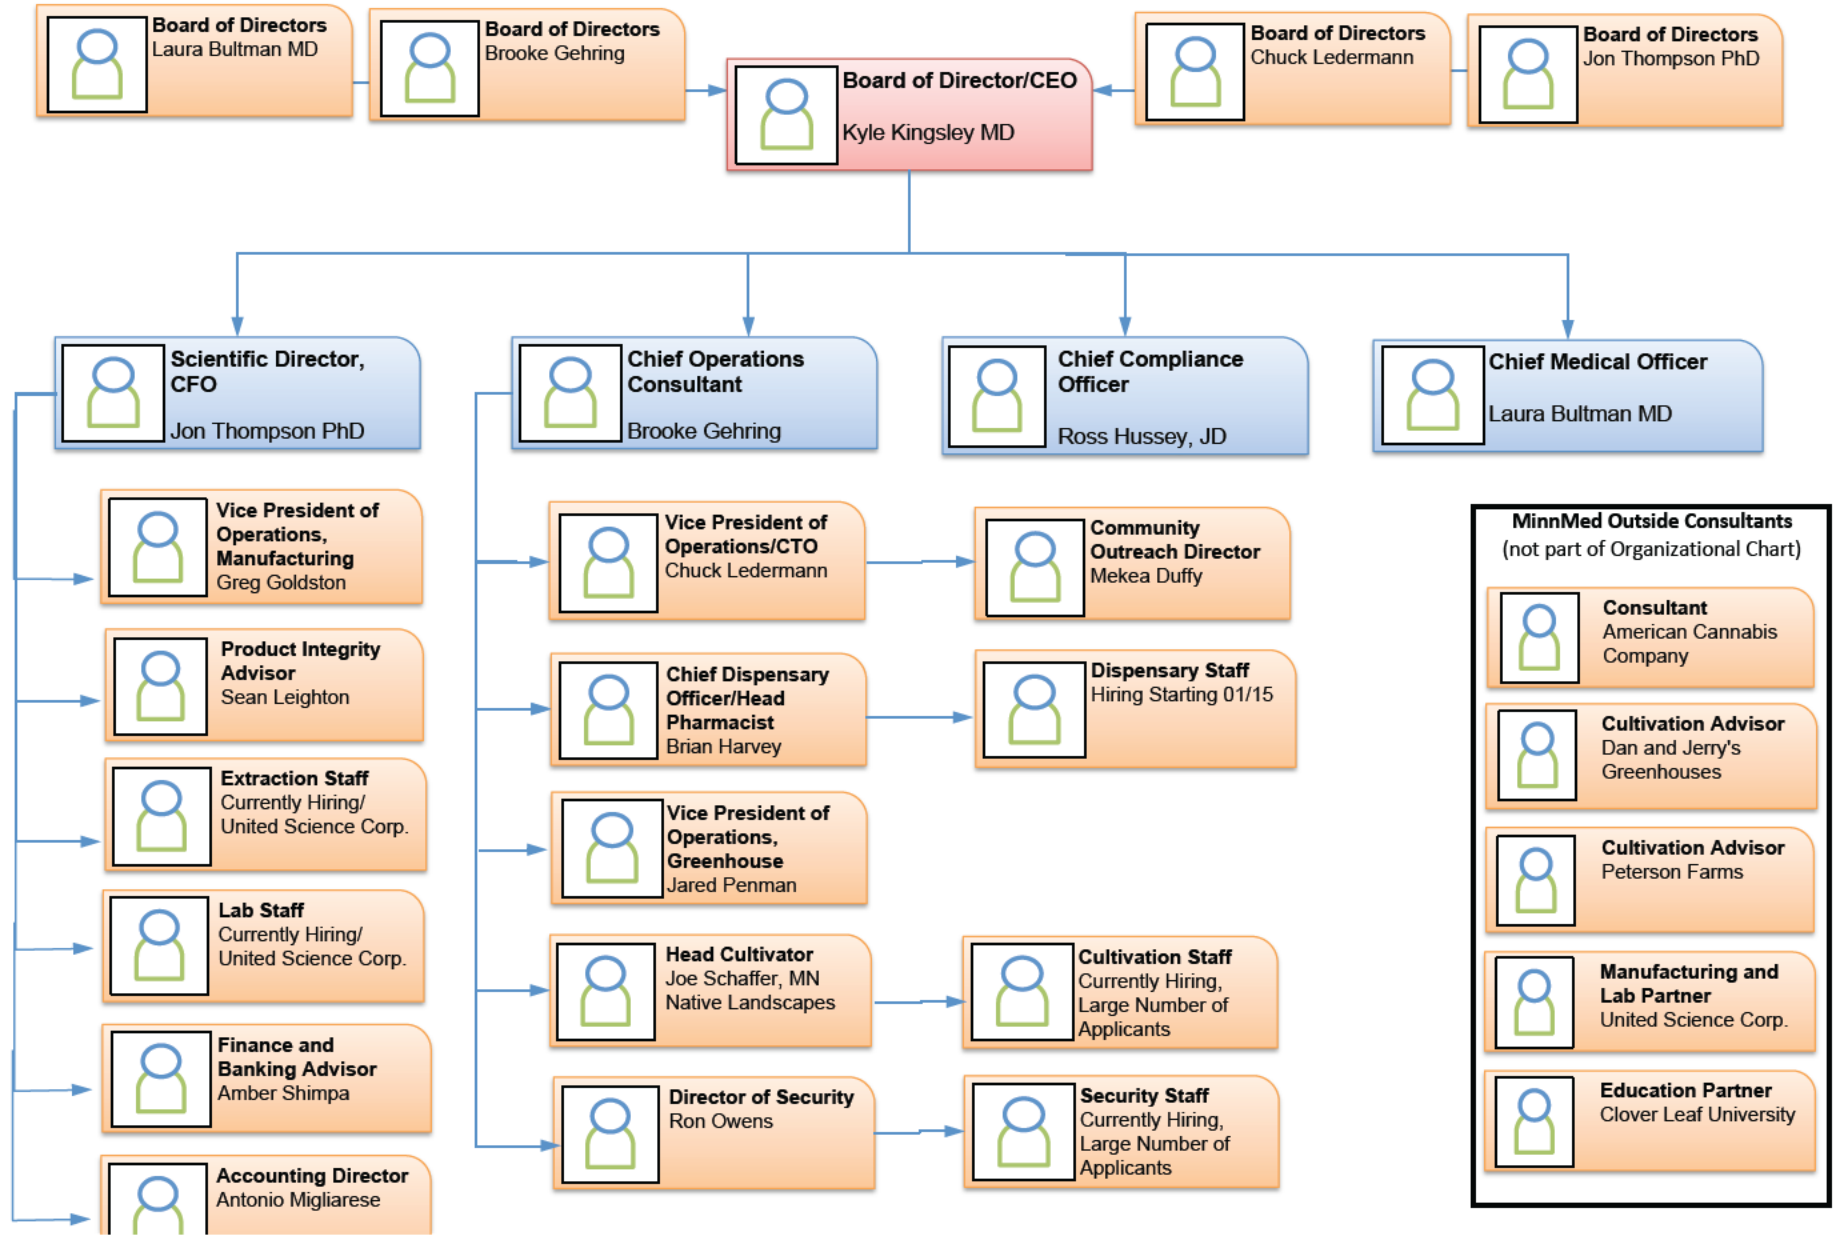 Board of Directors
Laura Bultman MD
Board of Directors
Brooke Gehring
Board of Director/CEO
Kyle Kingsley MD
Board of Directors
Chuck Ledermann
Board of Directors
Jon Thompson PhD
Scientific Director,
CFO
Jon Thompson PhD
Chief Operations
Consultant
Brooke Gehring
Chief Compliance
Officer
Ross Hussey, JD
Chief Medical Officer
Laura Bultman MD
Vice President of
Operations,
Manufacturing
Greg Goldston
Product Integrity
Advisor
Sean Leighton
Extraction Staff
Currently Hiring/
United Science Corp.
Lab Staff
Currently Hiring/
United Science Corp.
Finance and
Banking Advisor
Amber Shimpa
Accounting Director
Antonio Migliarese
Vice President of
Operations/CTO
Chuck Ledermann
Community
Outreach Director
Mekea Duffy
Chief Dispensary
Officer/Head
Pharmacist
Brian Harvey
Dispensary Staff
Hiring Starting 01/15
Vice President of
Operations,
Greenhouse
Jared Penman
Head Cultivator
Joe Schaffer, MN
Native Landscapes
Cultivation Staff
Currently Hiring,
Large Number of
Applicants
Director of Security
Ron Owens
Security Staff
Currently Hiring,
Large Number of
Applicants
MinnMed Outside Consultants
(not part of Organizational Chart)
Consultant
American Cannabis
Company
Cultivation Advisor
Dan and Jerry's
Greenhouses
Cultivation Advisor
Peterson Farms
Manufacturing and
Lab Partner
United Science Corp.
Education Partner
Clover Leaf University